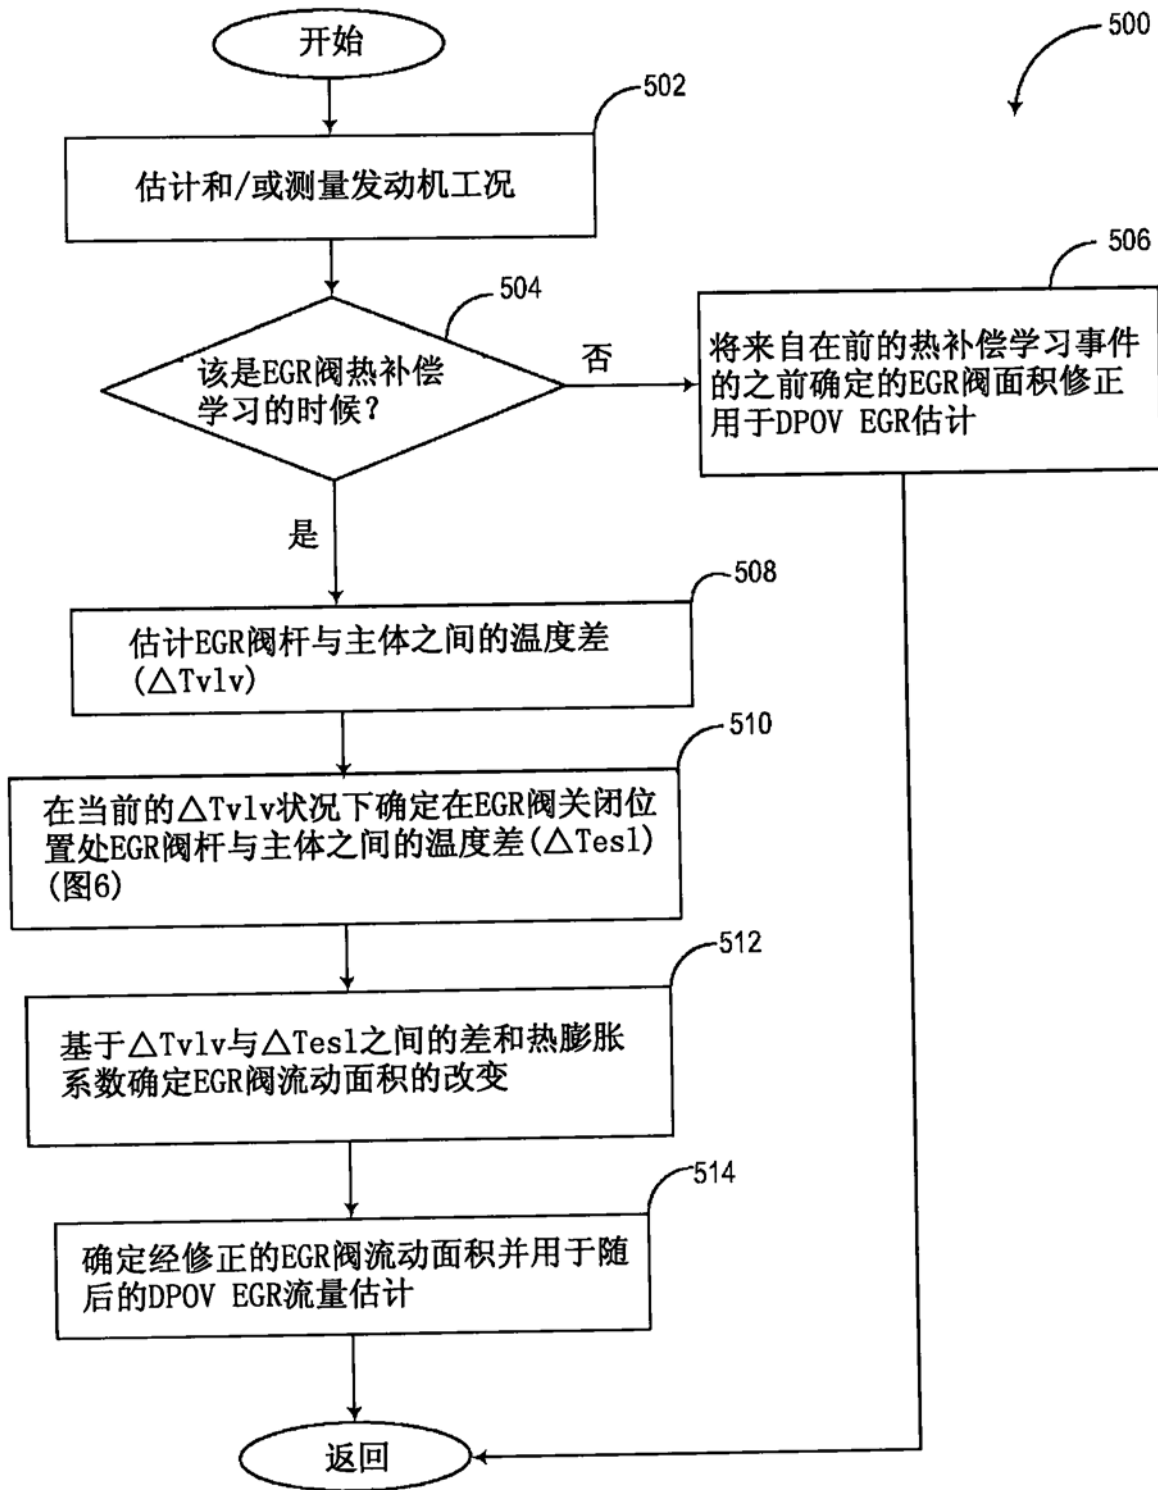 开始
500
502
估计和/或测量发动机工况
504
506
该是EGR阀热补偿
学习的时候？
否
将来自在前的热补偿学习事件
的之前确定的EGR阀面积修正
用于DPOV EGR估计
是
508
估计EGR阀杆与主体之间的温度差
(△Tvlv)
510
在当前的△Tvlv状况下确定在EGR阀关闭位
置处EGR阀杆与主体之间的温度差(△Tesl)
(图6)
512
基于△Tvlv与△Tesl之间的差和热膨胀
系数确定EGR阀流动面积的改变
514
确定经修正的EGR阀流动面积并用于随
后的DPOV EGR流量估计
返回